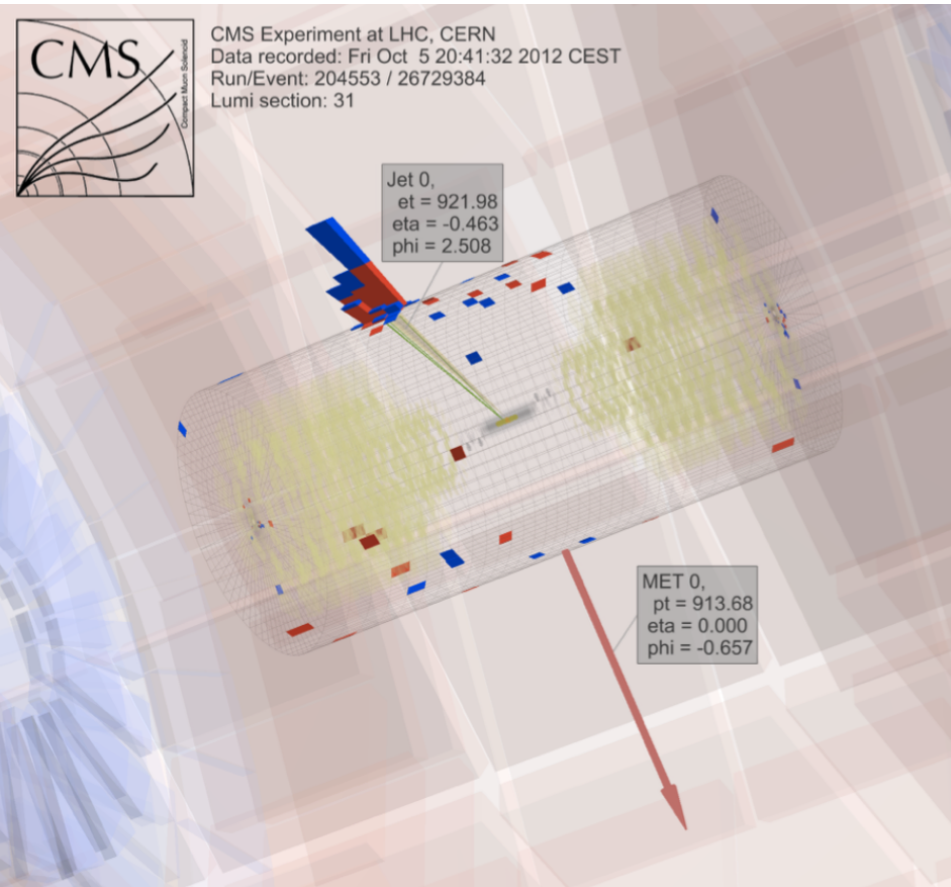 CMS
Compact Muon Solenoid
CMS Experiment at LHC, CERN
Data recorded: Fri Oct 5 20:41:32 2012 CEST
Run/Event: 204553 / 26729384
Lumi section: 31
Jet 0,
et = 921.98
eta = -0.463
phi = 2.508
MET 0,
pt = 913.68
eta = 0.000
phi = -0.657